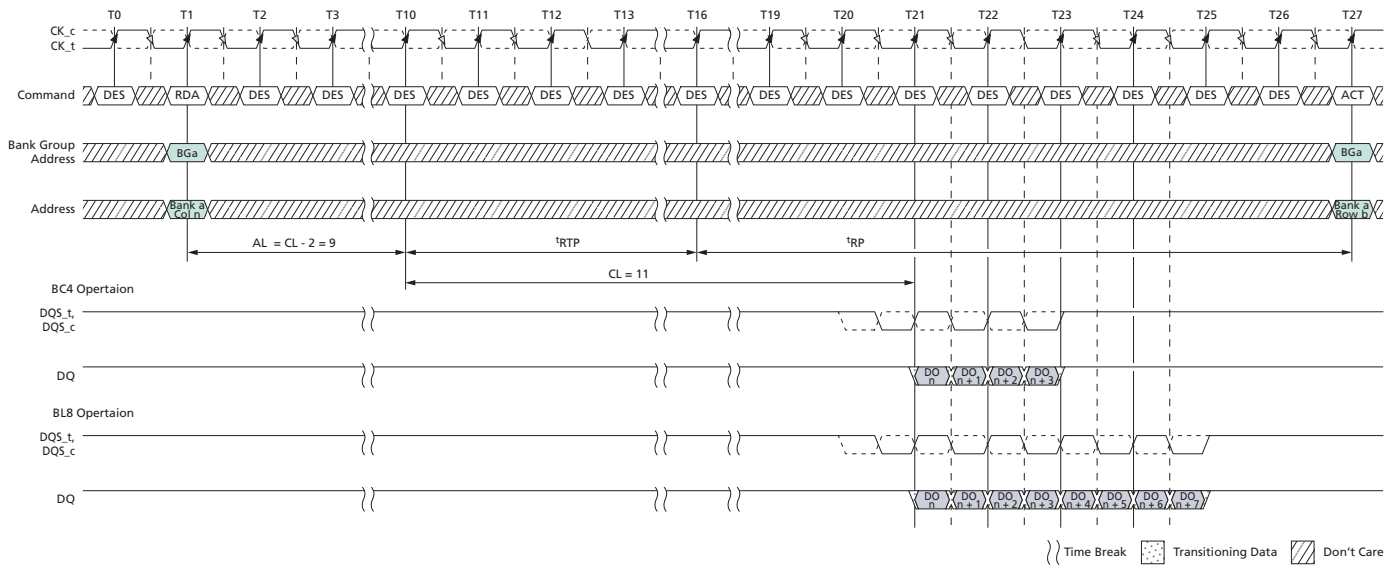 T0 T1 T2 T3 T10 T11 T12 T13 T16 T19 T20 T21 T22 T23 T24 T25 T26 T27
CK_c
CK_t
Command DES RDA DES DES DES DES DES DES DES DES DES DES DES DES DES DES DES ACT
Bank Group
Address
BGa BGa
Address
Bank a
Col n
Bank a
Row b
AL = CL - 2 = 9 tRTP tRP
CL = 11
BC4 Opertaion
DQS_t,
DQS_c
DQ
DO
n
DO
n + 1
DO
n + 2
DO
n + 3
BL8 Opertaion
DQS_t,
DQS_c
DQ
DO
n
DO
n + 1
DO
n + 2
DO
n + 3
DO
n + 4
DO
n + 5
DO
n + 6
DO
n + 7
Time Break Transitioning Data Don't Care